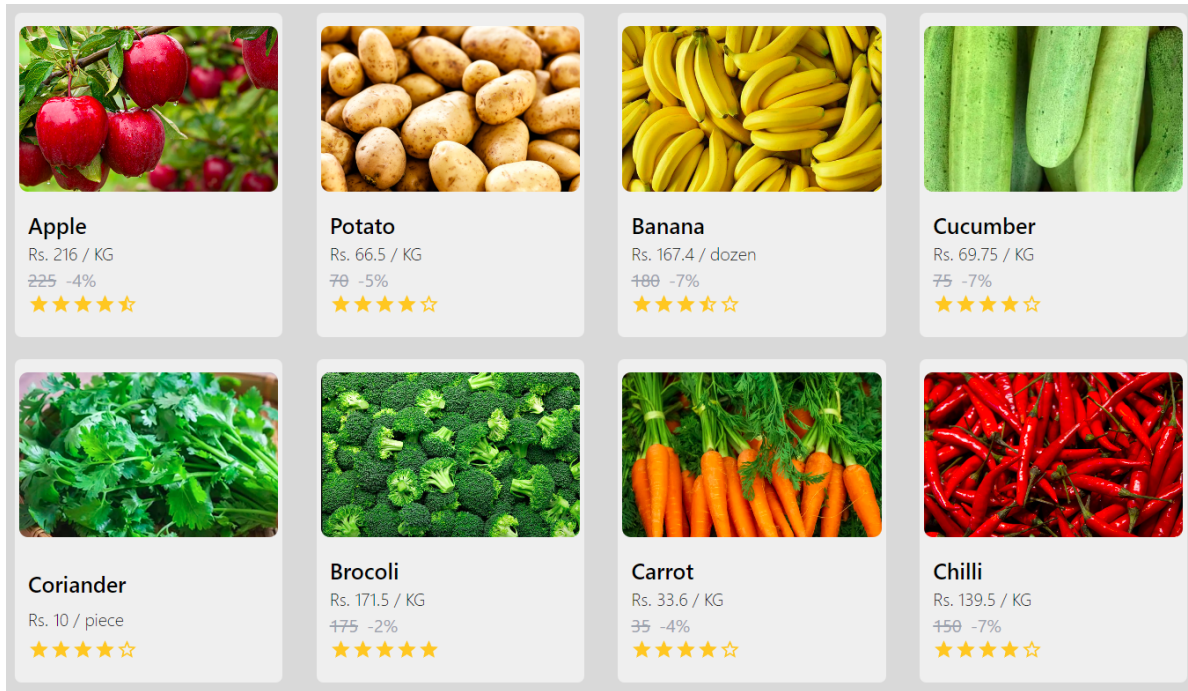 Apple
Rs. 216 / KG
225 -4%
Potato
Rs. 66.5 / KG
70 -5%
Banana
Rs. 167.4 / dozen
180 -7%
Cucumber
Rs. 69.75 / KG
75 -7%
Coriander
Rs. 10 / piece
Brocoli
Rs. 171.5 / KG
175 -2%
Carrot
Rs. 33.6 / KG
35 -4%
Chilli
Rs. 139.5 / KG
150 -7%